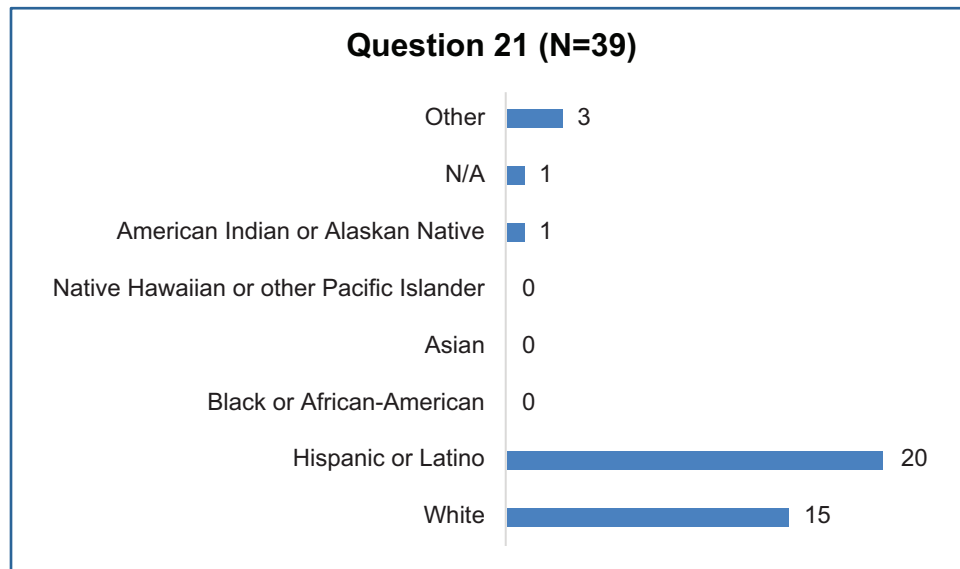 Question 21 (N=39)
Other 3
N/A 1
American Indian or Alaskan Native 1
Native Hawaiian or other Pacific Islander 0
Asian 0
Black or African-American 0
Hispanic or Latino 20
White 15